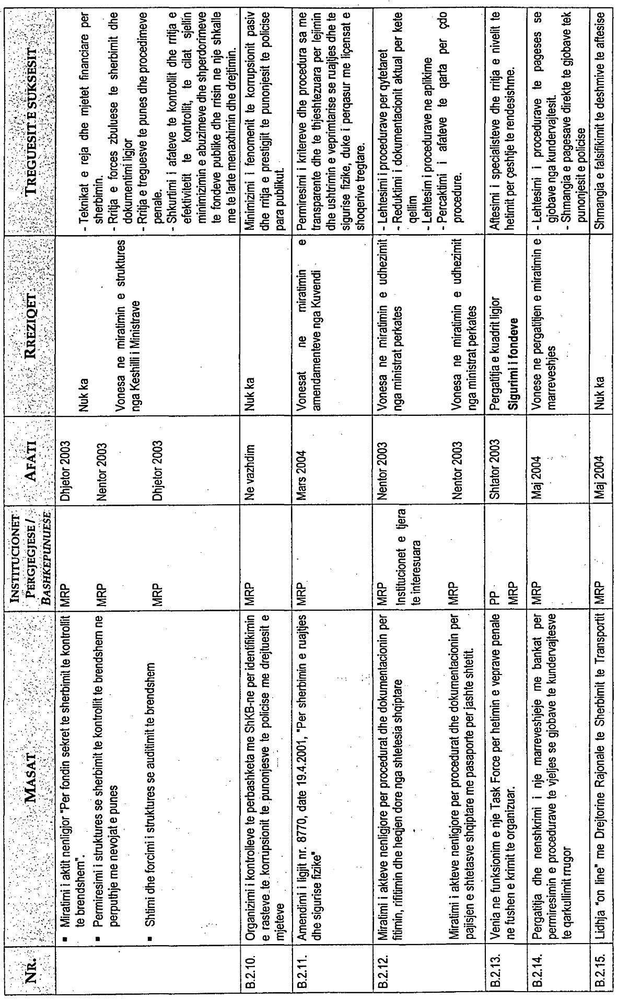 NR.
MASAT
INSTITUCIONET
PERGJEGJESE /
BASHKEPUNUESE
AFATI
RREZIQET
TREGUESIT E SUKSESIT
▪ Miratimi i aktit nenligjor "Per fondin sekret te sherbimit te kontrollit
te brendshem".
MRP
Dhjetor 2003
▪ Permiresimi i struktures se sherbimit te kontrollit te brendshem ne
perputhje me nevojat e punes
MRP
Nentor 2003
▪ Shtimi dhe forcimi i struktures se auditimit te brendshem
MRP
Dhjetor 2003
Nuk ka
Vonesa ne miratimin e struktures
nga Keshilli i Ministrave
- Teknikat e reja dhe mjetet financiare per
sherbimin.
- Rritja e forces zbuluese te sherbimit dhe
dokumentimi ligjor
- Rritja e treguesve te punes dhe procedimeve
penale.
- Shkurtimi i afateve te kontrollit dhe rritja e
efektivitetit te kontrollit, te cilat sjellin
minimizimin e abuzimeve dhe shperdorimeve
te fondeve publike dhe rrisin ne nje shkalle
me te larte menaxhimin dhe drejtimin.
B.2.10.
Organizimi i kontrolleve te perbashketa me ShKB-ne per identifikimin
e rasteve te korrupsionit te punonjesve te policise me drejtuesit e
mjeteve
MRP
Ne vazhdim
Nuk ka
Minimizimi i fenomenit te korrupsionit pasiv
dhe rritja e prestigjit te punonjesit te policise
para publikut.
B.2.11.
Amendimi i ligjit nr. 8770, date 19.4.2001, "Per sherbimin e ruajtjes
dhe sigurise fizike"
MRP
Mars 2004
Vonesat ne miratimin e
amendamenteve nga Kuvendi
Permiresimi i kritereve dhe procedura sa me
transparente dhe te thjeshtezuara per lejimin
dhe ushtrimin e veprimtarise se ruajtjes dhe te
sigurise fizike, duke i perqasur me liçensat e
shoqerive tregtare.
B.2.12.
Miratimi i akteve nenligjore per procedurat dhe dokumentacionin per
fitimin, rifitimin dhe heqjen dore nga shtetesia shqiptare
MRP
Institucionet e tjera
te interesuara
Nentor 2003
Vonesa ne miratimin e udhezimit
nga ministrat perkates
- Lehtesimi i procedurave per qytetaret
- Reduktimi i dokumentacionit aktual per kete
qellim
Miratimi i akteve nenligjore per procedurat dhe dokumentacionin per
pajisjen e shtetasve shqiptare me pasaporte per jashte shtetit.
MRP
Nentor 2003
Vonesa ne miratimin e udhezimit
nga ministrat perkates
- Lehtesim i procedurave ne aplikime
- Percaktimi i afateve te qarta per çdo
procedure.
B.2.13.
Venia ne funksionim e nje Task Force per hetimin e veprave penale
ne fushen e krimit te organizuar.
PP
MRP
Shtator 2003
Pergatitja e kuadrit ligjor
Sigurimi i fondeve
Aftesimi i specialisteve dhe rritja e nivelit te
hetimit per çeshtje te rendesishme.
B.2.14.
Pergatitja dhe nenshkrimi i nje marreveshjeje me bankat per
permiresimin e procedurave te vjeljes se gjobave te kundervajtesve
te qarkullimit rrugor
MRP
Maj 2004
Vonese ne pergatitjen e miratimin e
marreveshjes
- Lehtesimi i procedurave te pageses se
gjobave nga kundervajtesit.
- Shmangia e pagesave direkte te gjobave tek
punonjesit e policise
B.2.15.
Lidhja "on line" me Drejtorine Rajonale te Sherbimit te Transportit
MRP
Maj 2004
Nuk ka
Shmangia e falsifikimit te deshmive te aftesise